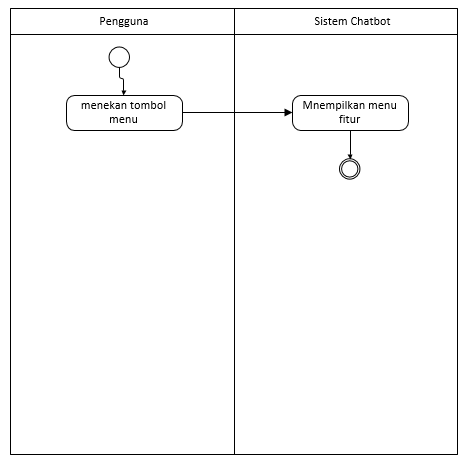 Pengguna
Sistem Chatbot
menekan tombol
menu
Mnempilkan menu
fitur